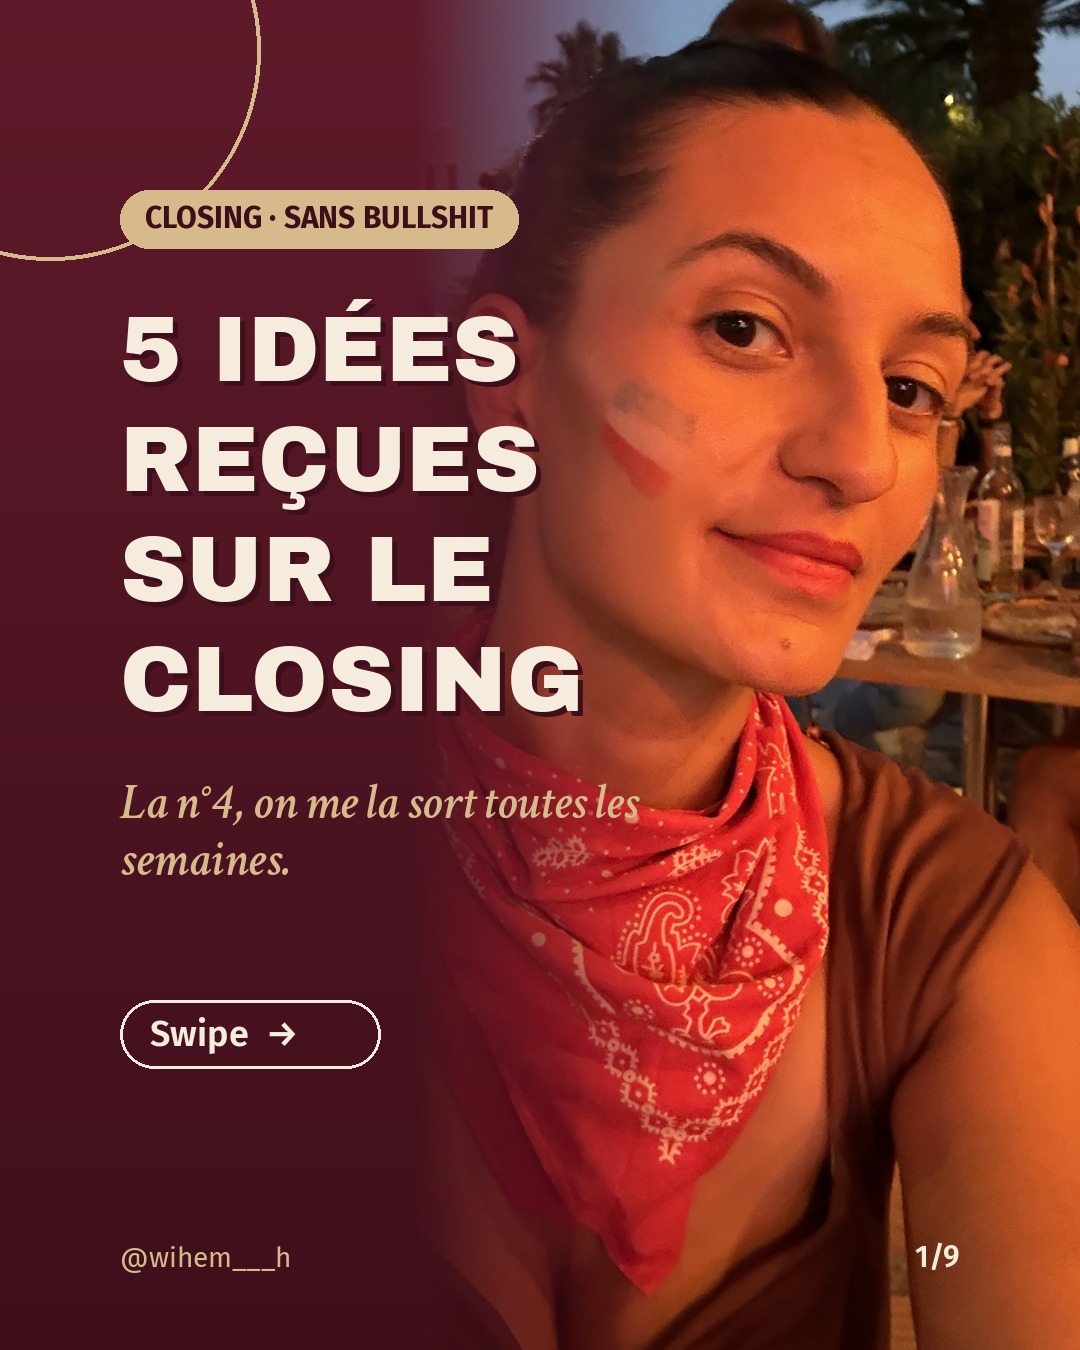 CLOSING · SANS BULLSHIT
5 IDÉES
REÇUES
SUR LE
CLOSING
La n°4, on me la sort toutes les
semaines.
Swipe →
@wihem___h
1/9